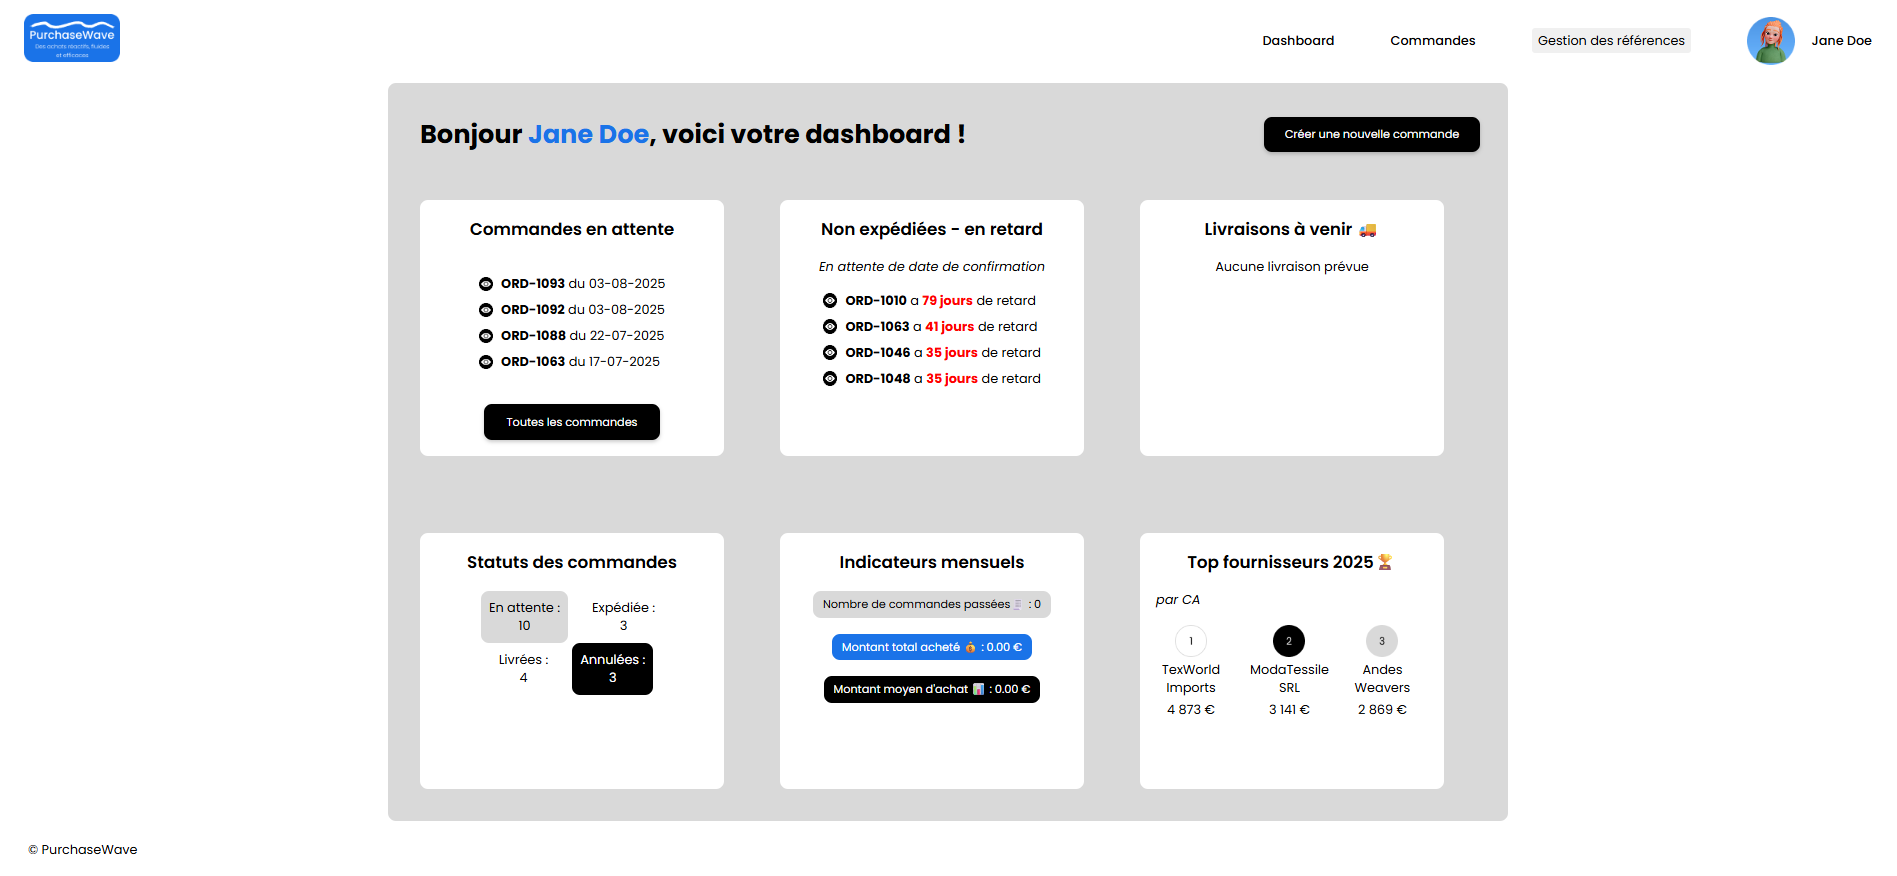 PurchaseWave
Des achats réactifs, fluides
et efficaces
Dashboard
Commandes
Gestion des références
Jane Doe
Bonjour Jane Doe, voici votre dashboard !
Créer une nouvelle commande
Commandes en attente
ORD-1093 du 03-08-2025
ORD-1092 du 03-08-2025
ORD-1088 du 22-07-2025
ORD-1063 du 17-07-2025
Toutes les commandes
Non expédiées - en retard
En attente de date de confirmation
ORD-1010 a 79 jours de retard
ORD-1063 a 41 jours de retard
ORD-1046 a 35 jours de retard
ORD-1048 a 35 jours de retard
Livraisons à venir 🚚
Aucune livraison prévue
Statuts des commandes
En attente :
10
Expédiée :
3
Livrées :
4
Annulées :
3
Indicateurs mensuels
Nombre de commandes passées 🧾 : 0
Montant total acheté 💰 : 0.00 €
Montant moyen d'achat 📊 : 0.00 €
Top fournisseurs 2025 🏆
par CA
1
TexWorld
Imports
4 873 €
2
ModaTessile
SRL
3 141 €
3
Andes
Weavers
2 869 €
© PurchaseWave